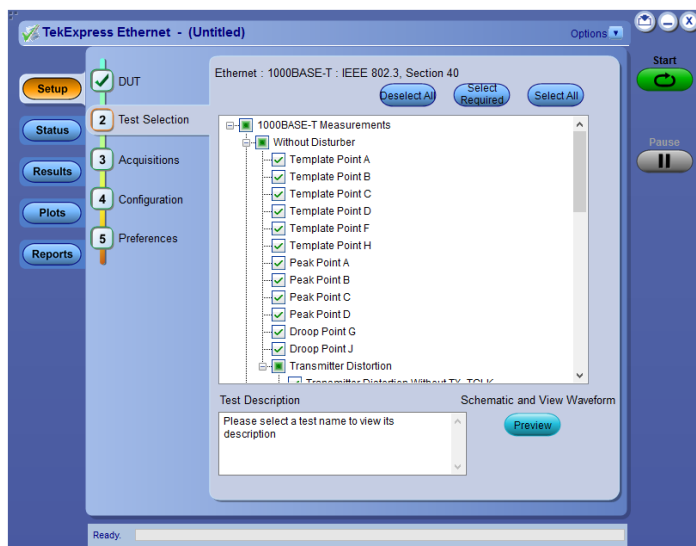 TekExpress Ethernet - (Untitled)
Options
Start
Pause
Setup
Status
Results
Plots
Reports
DUT
2 Test Selection
3 Acquisitions
4 Configuration
5 Preferences
Ethernet : 1000BASE-T : IEEE 802.3, Section 40
Deselect All
Select
Required
Select All
1000BASE-T Measurements
Without Disturber
Template Point A
Template Point B
Template Point C
Template Point D
Template Point F
Template Point H
Peak Point A
Peak Point B
Peak Point C
Peak Point D
Droop Point G
Droop Point J
Transmitter Distortion
Transmitter Distortion Without TX_TCLK
Test Description
Please select a test name to view its
description
Schematic and View Waveform
Preview
Ready.